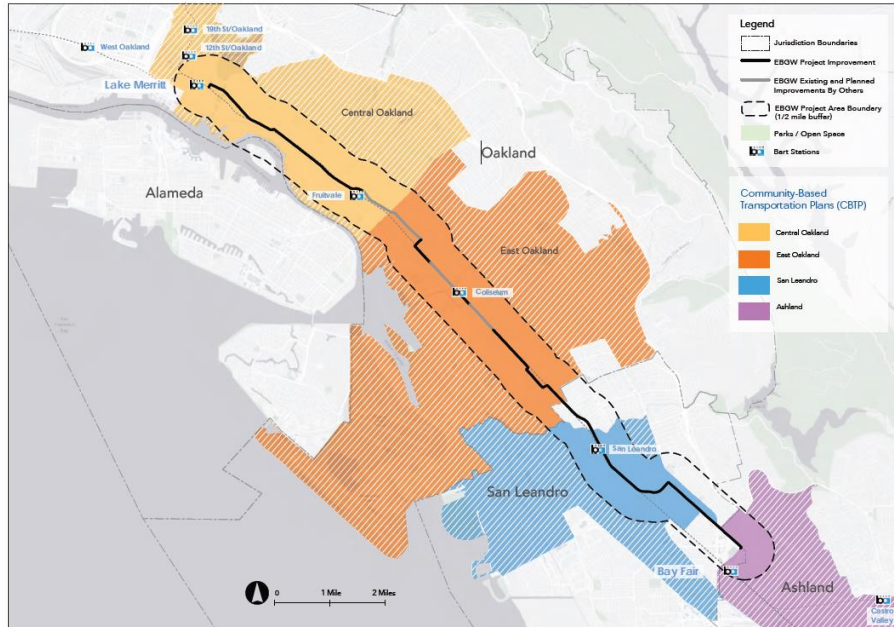 19th St/Oakland
West Oakland
12th St/Oakland
Lake Merritt
Central Oakland
Oakland
Alameda
Fruitvale
East Oakland
Coliseum
San Leandro
San Leandro
Bay Fair
Ashland
Castro
Valley
0 1 Mile 2 Miles
Legend
Jurisdiction Boundaries
EBGW Project Improvement
EBGW Existing and Planned
Improvements By Others
EBGW Project Area Boundary
(1/2 mile buffer)
Parks / Open Space
Bart Stations
Community-Based
Transportation Plans (CBTP)
Central Oakland
East Oakland
San Leandro
Ashland